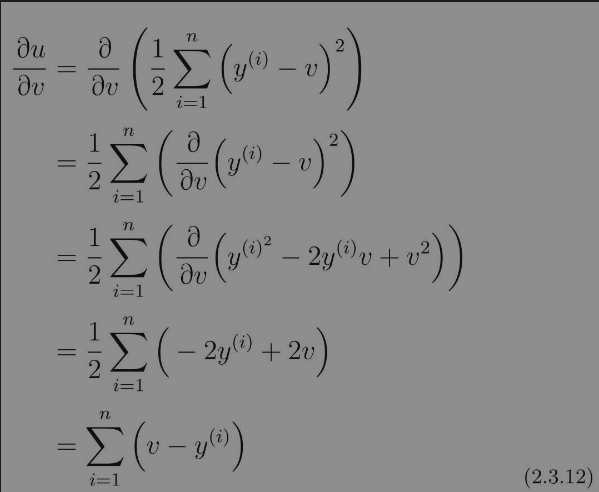 ∂u/∂v = ∂/∂v ( 1/2 ∑_{i=1}^{n} ( y^{(i)} − v )^2 )
= 1/2 ∑_{i=1}^{n} ( ∂/∂v ( y^{(i)} − v )^2 )
= 1/2 ∑_{i=1}^{n} ( ∂/∂v ( y^{(i)^2} − 2y^{(i)}v + v^2 ) )
= 1/2 ∑_{i=1}^{n} ( − 2y^{(i)} + 2v )
= ∑_{i=1}^{n} ( v − y^{(i)} )
(2.3.12)